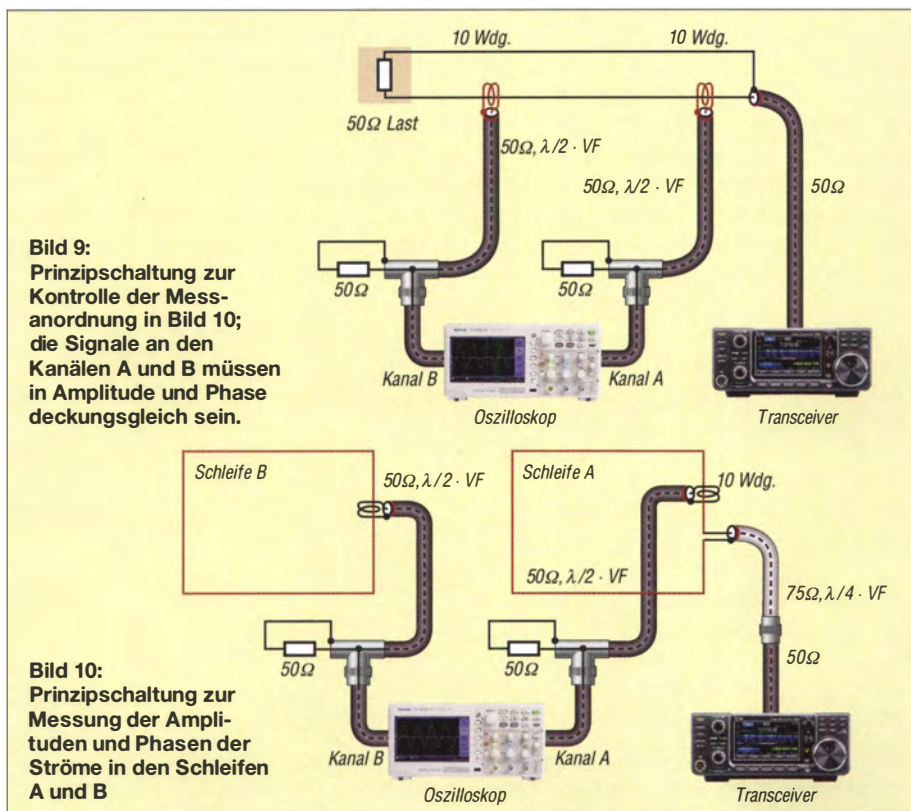 10 Wdg.
10 Wdg.
50Ω Last
50Ω, λ/2 · VF
50Ω, λ/2 · VF
50Ω
50Ω
50Ω
Kanal B
Kanal A
Oszilloskop
Transceiver
Bild 9:
Prinzipschaltung zur
Kontrolle der Mess-
anordnung in Bild 10;
die Signale an den
Kanälen A und B müssen
in Amplitude und Phase
deckungsgleich sein.
Schleife B
50Ω, λ/2 · VF
Schleife A
10 Wdg.
50Ω, λ/2 · VF
75Ω, λ/4 · VF
50Ω
50Ω
50Ω
Kanal B
Kanal A
Oszilloskop
Transceiver
Bild 10:
Prinzipschaltung zur
Messung der Ampli-
tuden und Phasen der
Ströme in den Schleifen
A und B